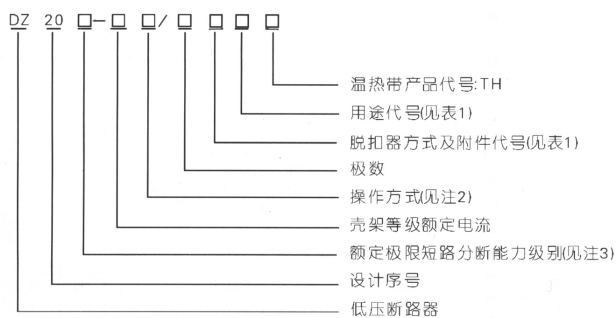 DZ 20 □-□ □/□ □ □ □
温热带产品代号:TH
用途代号(见表1)
脱扣器方式及附件代号(见表1)
极数
操作方式(见注2)
壳架等级额定电流
额定极限短路分断能力级别(见注3)
设计序号
低压断路器